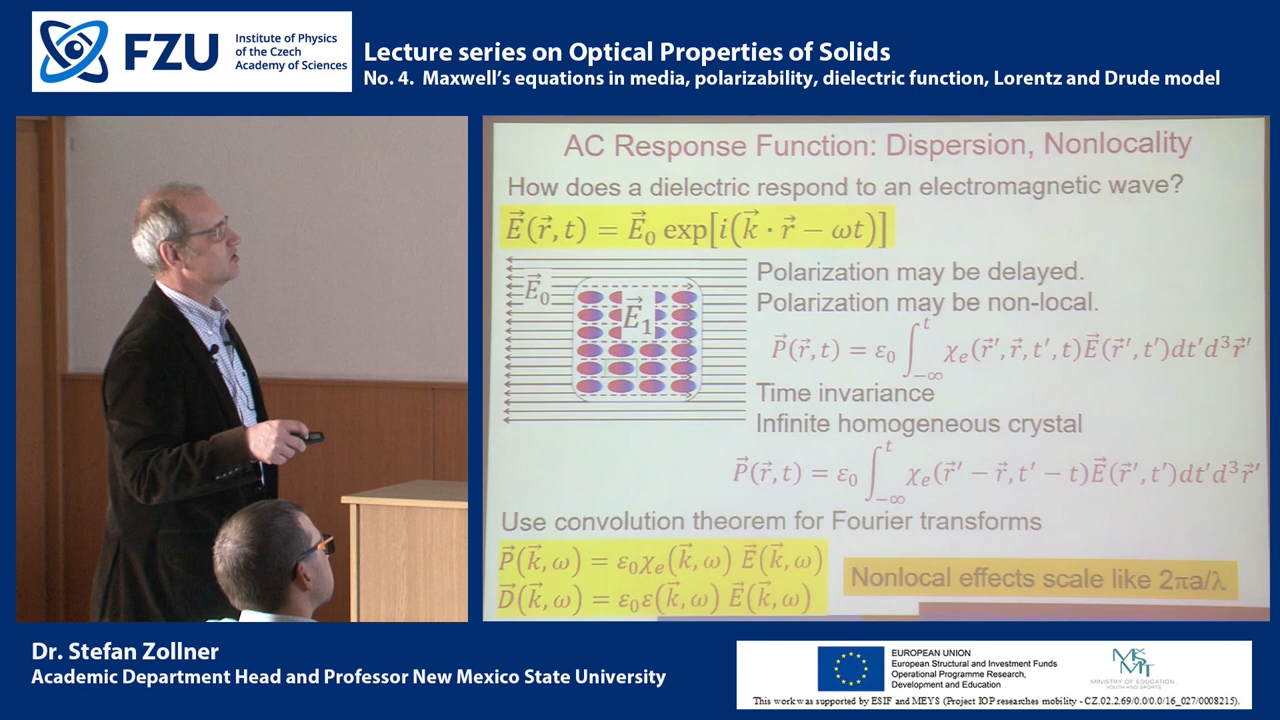 FZU
Institute of Physics
of the Czech
Academy of Sciences
Lecture series on Optical Properties of Solids
No. 4. Maxwell's equations in media, polarizability, dielectric function, Lorentz and Drude model
AC Response Function: Dispersion, Nonlocality
How does a dielectric respond to an electromagnetic wave?
E⃗(r⃗, t) = E⃗₀ exp[i(k⃗ · r⃗ − ωt)]
E⃗₀
E⃗₁
Polarization may be delayed.
Polarization may be non-local.
P⃗(r⃗, t) = ε₀ ∫₋∞ᵗ χₑ(r⃗′, r⃗, t′, t)E⃗(r⃗′, t′)dt′d³r⃗′
Time invariance
Infinite homogeneous crystal
P⃗(r⃗, t) = ε₀ ∫₋∞ᵗ χₑ(r⃗′ − r⃗, t′ − t)E⃗(r⃗′, t′)dt′d³r⃗′
Use convolution theorem for Fourier transforms
P⃗(k⃗, ω) = ε₀χₑ(k⃗, ω) E⃗(k⃗, ω)
D⃗(k⃗, ω) = ε₀ε(k⃗, ω) E⃗(k⃗, ω)
Nonlocal effects scale like 2πa/λ
Dr. Stefan Zollner
Academic Department Head and Professor New Mexico State University
EUROPEAN UNION
European Structural and Investment Funds
Operational Programme Research,
Development and Education
MINISTRY OF EDUCATION,
YOUTH AND SPORTS
This work was supported by ESIF and MEYS (Project IOP researches mobility - CZ.02.2.69/0.0/0.0/16_027/0008215).